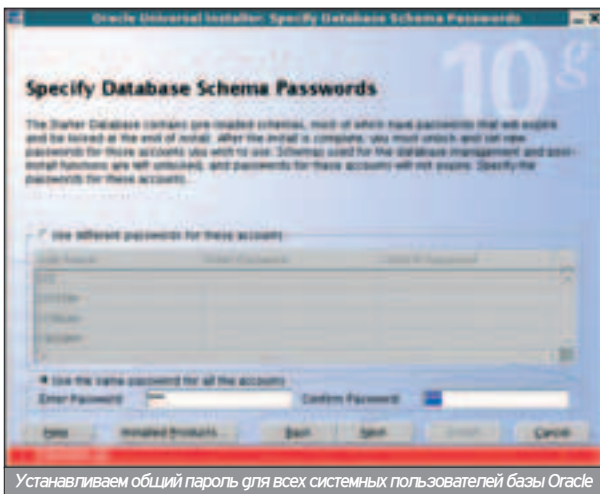 Oracle Universal Installer: Specify Database Schema Passwords
10g
Specify Database Schema Passwords
The Starter Database contains pre-loaded schemas, most of which have passwords that will expire
and be locked at the end of install. After the install is complete, you must unlock and set new
passwords for those accounts you wish to use. Schemas used for the database management and post-
install functions are left unlocked, and passwords for these accounts will not expire. Specify the
passwords for these accounts.
Use different passwords for these accounts
Use the same password for all the accounts
Enter Password Confirm Password
Help Installed Products... Back Next Install Cancel
Устанавливаем общий пароль для всех системных пользователей базы Oracle